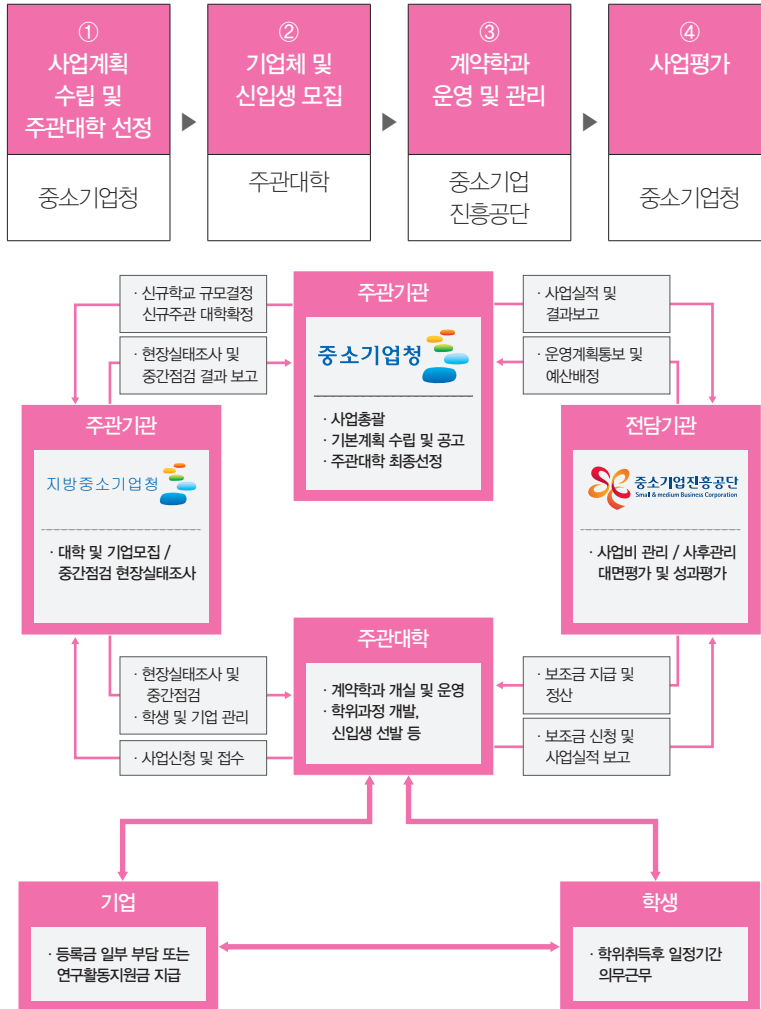 ①
사업계획
수립 및
주관대학 선정
중소기업청
②
기업체 및
신입생 모집
주관대학
③
계약학과
운영 및 관리
중소기업
진흥공단
④
사업평가
중소기업청
· 신규학교 규모결정
신규주관 대학확정
· 현장실태조사 및
중간점검 결과 보고
주관기관
중소기업청
· 사업총괄
· 기본계획 수립 및 공고
· 주관대학 최종선정
· 사업실적 및
결과보고
· 운영계획통보 및
예산배정
주관기관
지방중소기업청
· 대학 및 기업모집 /
중간점검 현장실태조사
전담기관
중소기업진흥공단
Small & medium Business Corporation
· 사업비 관리 / 사후관리
대면평가 및 성과평가
· 현장실태조사 및
중간점검
· 학생 및 기업 관리
· 사업신청 및 접수
주관대학
· 계약학과 개실 및 운영
· 학위과정 개발,
신입생 선발 등
· 보조금 지급 및
정산
· 보조금 신청 및
사업실적 보고
기업
· 등록금 일부 부담 또는
연구활동지원금 지급
학생
· 학위취득후 일정기간
의무근무